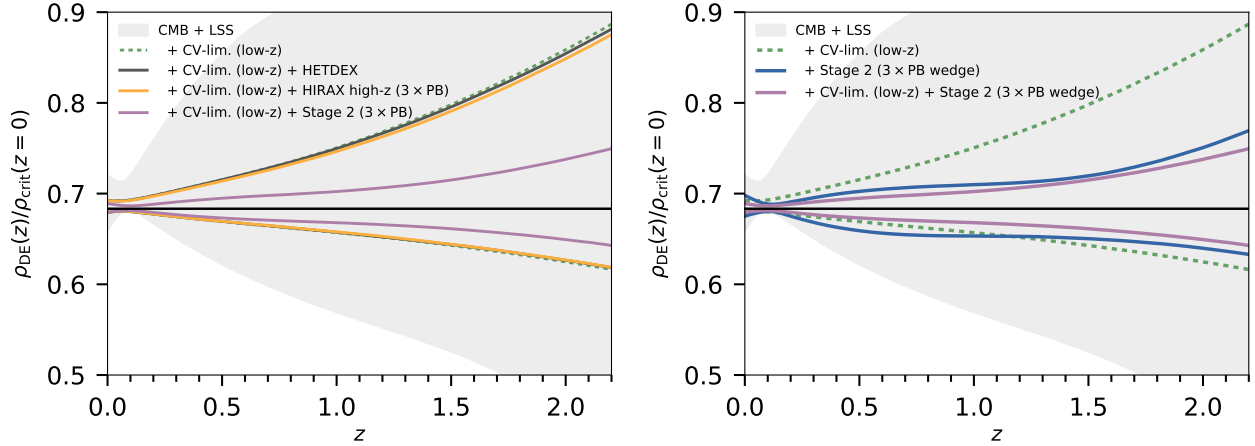 0.9
0.8
0.7
0.6
0.5
ρDE(z)/ρcrit(z = 0)
CMB + LSS
+ CV-lim. (low-z)
+ CV-lim. (low-z) + HETDEX
+ CV-lim. (low-z) + HIRAX high-z (3 × PB)
+ CV-lim. (low-z) + Stage 2 (3 × PB)
0.0 0.5 1.0 1.5 2.0
z
0.9
0.8
0.7
0.6
0.5
ρDE(z)/ρcrit(z = 0)
CMB + LSS
+ CV-lim. (low-z)
+ Stage 2 (3 × PB wedge)
+ CV-lim. (low-z) + Stage 2 (3 × PB wedge)
0.0 0.5 1.0 1.5 2.0
z